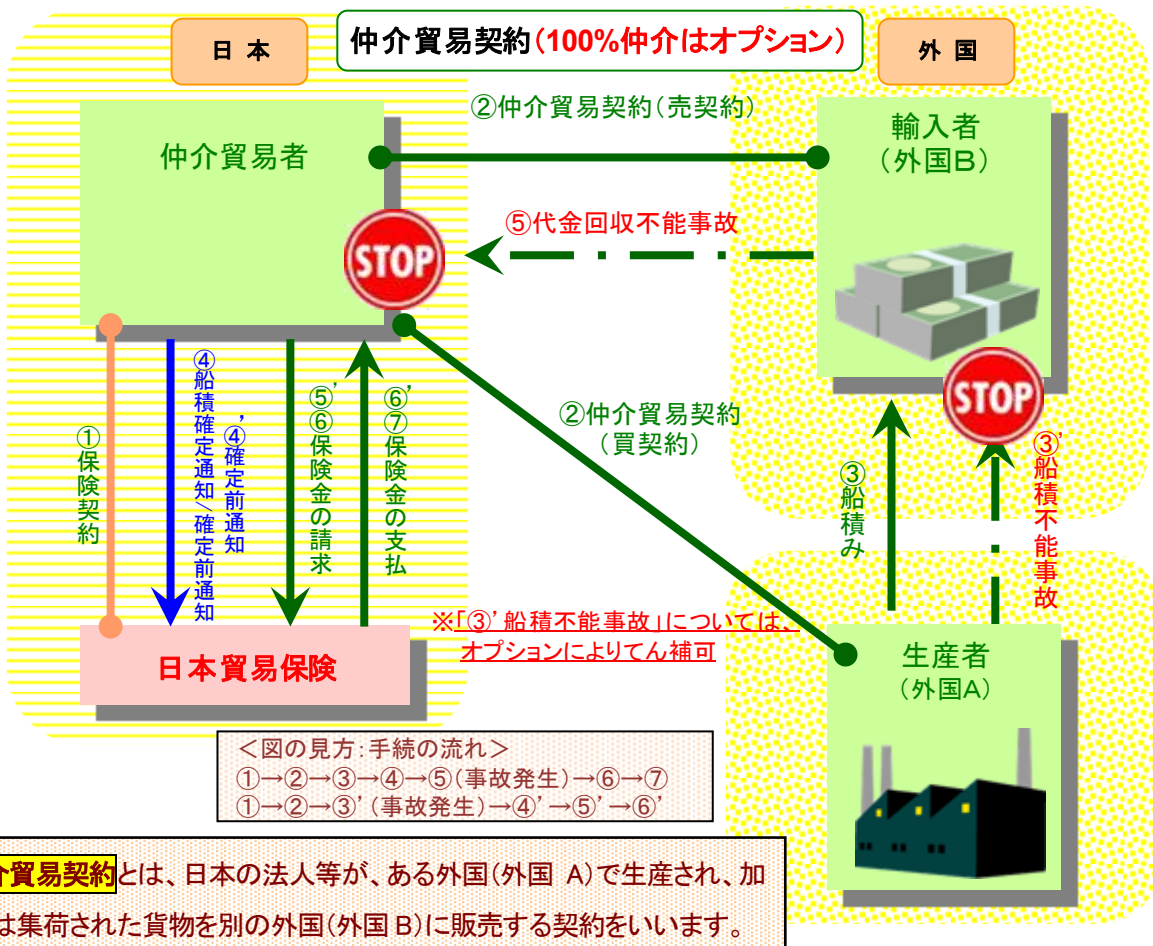 日 本
仲介貿易契約(100%仲介はオプション)
外 国
②仲介貿易契約(売契約)
仲介貿易者
輸入者
(外国B)
⑤代金回収不能事故
STOP
STOP
①保険契約
④船積確定通知/確定前通知
④’確定前通知
⑤’
⑥保険金の請求
⑥’
⑦保険金の支払
②仲介貿易契約
(買契約)
③船積み
③’船積不能事故
※「③’船積不能事故」については、
オプションによりてん補可
日本貿易保険
生産者
(外国A)
<図の見方:手続の流れ>
①→②→③→④→⑤(事故発生)→⑥→⑦
①→②→③’(事故発生)→④’→⑤’→⑥’
介貿易契約とは、日本の法人等が、ある外国(外国 A)で生産され、加
は集荷された貨物を別の外国(外国 B)に販売する契約をいいます。